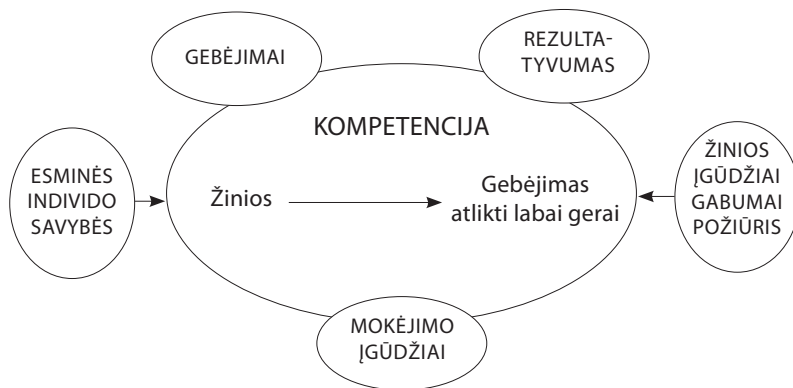 GEBĖJIMAI
REZULTA-
TYVUMAS
KOMPETENCIJA
ESMINĖS
INDIVIDO
SAVYBĖS
Žinios
Gebėjimas
atlikti labai gerai
ŽINIOS
ĮGŪDŽIAI
GABUMAI
POŽIŪRIS
MOKĖJIMO
ĮGŪDŽIAI